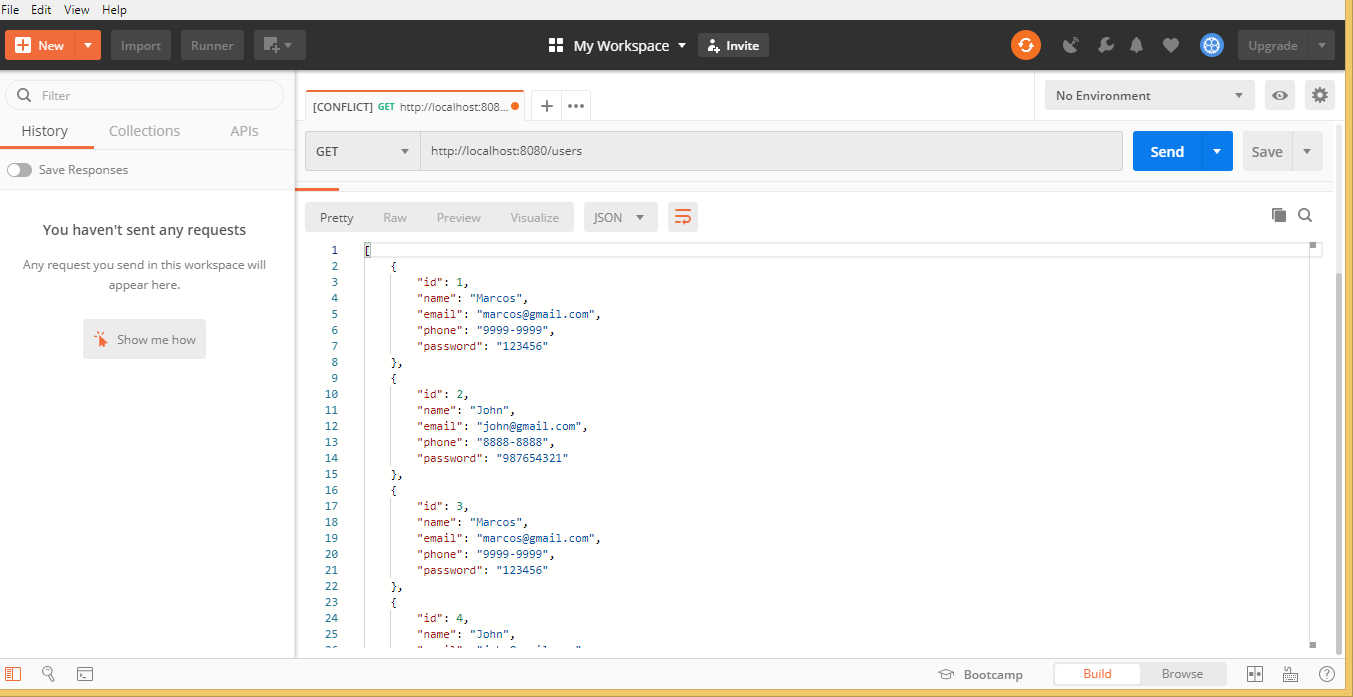 File Edit View Help
New Import Runner My Workspace Invite Upgrade
Filter
History Collections APIs
Save Responses
You haven't sent any requests
Any request you send in this workspace will
appear here.
Show me how
[CONFLICT] GET http://localhost:808...
No Environment
GET http://localhost:8080/users Send Save
Pretty Raw Preview Visualize JSON
1 [
2 {
3 "id": 1,
4 "name": "Marcos",
5 "email": "marcos@gmail.com",
6 "phone": "9999-9999",
7 "password": "123456"
8 },
9 {
10 "id": 2,
11 "name": "John",
12 "email": "john@gmail.com",
13 "phone": "8888-8888",
14 "password": "987654321"
15 },
16 {
17 "id": 3,
18 "name": "Marcos",
19 "email": "marcos@gmail.com",
20 "phone": "9999-9999",
21 "password": "123456"
22 },
23 {
24 "id": 4,
25 "name": "John",
Bootcamp Build Browse